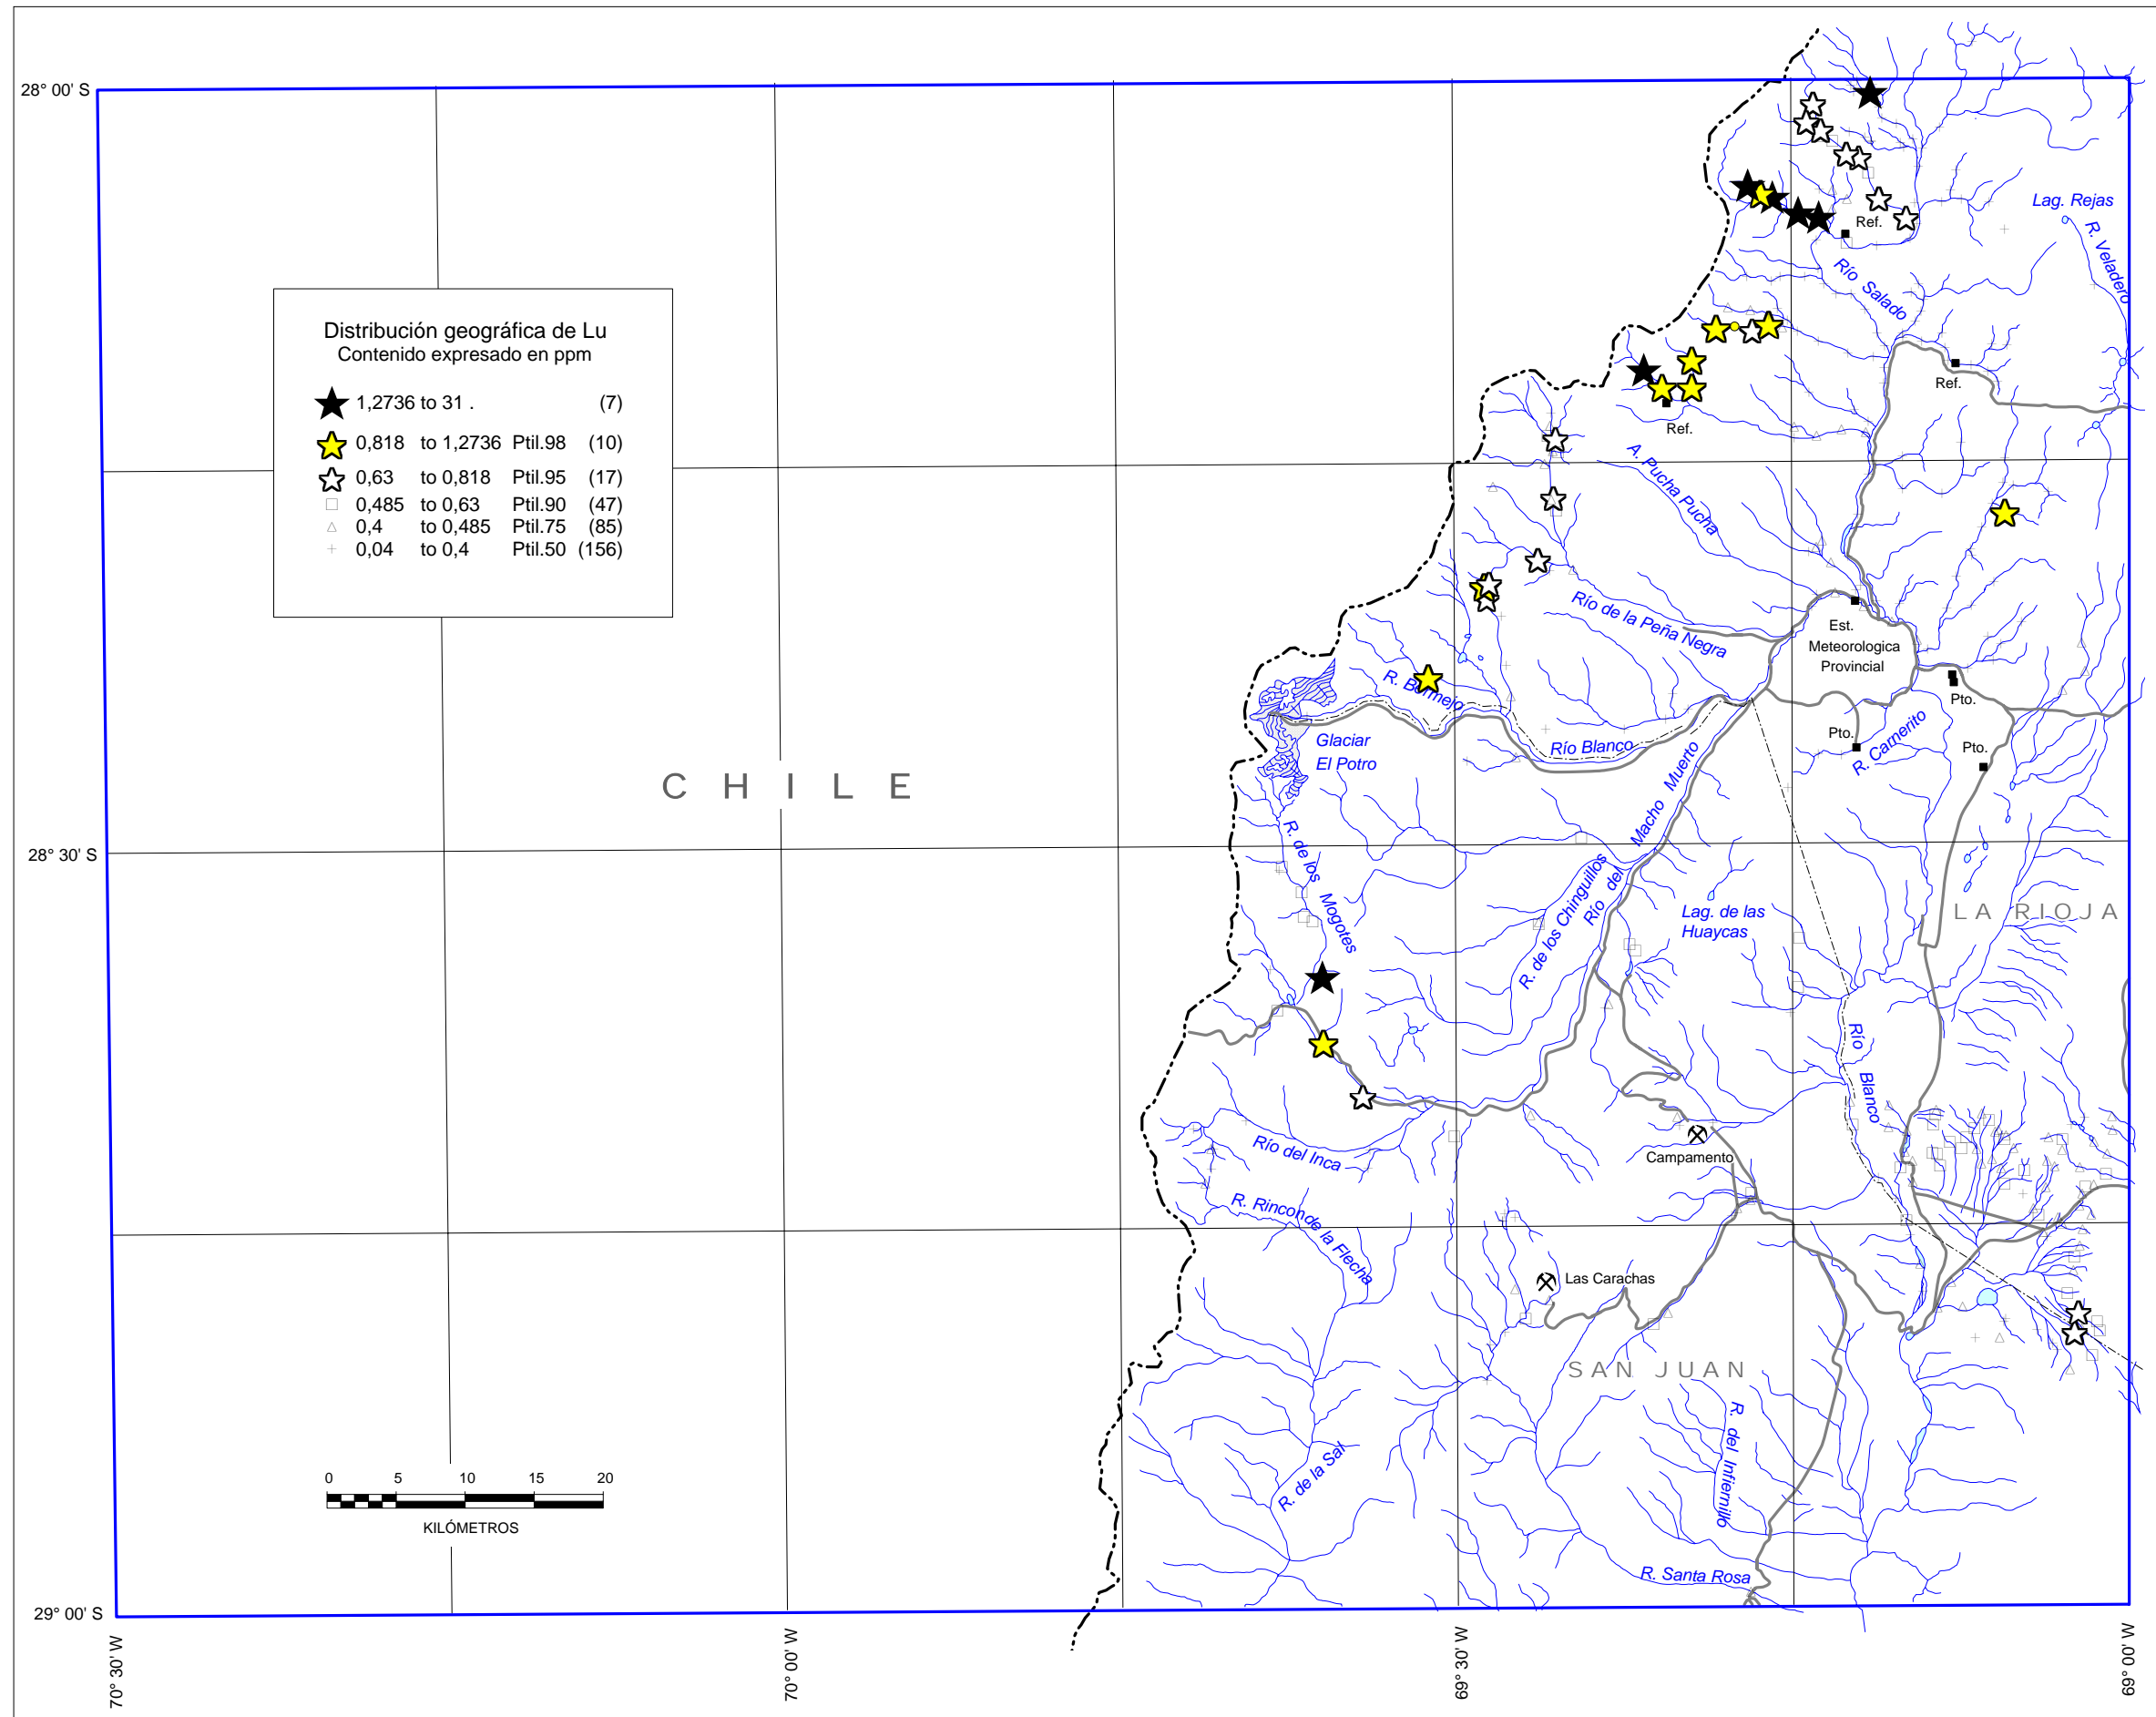 28° 00' S
Lag. Rejas
R. Veladero
Ref.
Río Salado
Distribución geográfica de Lu
Contenido expresado en ppm
1,2736 to 31 . (7)
0,818 to 1,2736 Ptil.98 (10)
0,63 to 0,818 Ptil.95 (17)
0,485 to 0,63 Ptil.90 (47)
0,4 to 0,485 Ptil.75 (85)
0,04 to 0,4 Ptil.50 (156)
Ref.
Ref.
A. Pucha Pucha
Río de la Peña Negra
Est.
Meteorologica
Provincial
R. Bermejo
Pto.
Pto.
Pto.
R. Carnerito
Glaciar
El Potro
Río Blanco
CHILE
Río del Macho Muerto
28° 30' S
R. de los Mogotes
R. de los Chinguillos
Lag. de las
Huaycas
LA RIOJA
Río Blanco
Río del Inca
Campamento
R. Rincon de la Flecha
Las Carachas
SAN JUAN
R. de la Sal
R. del Infiernillo
0 5 10 15 20
KILÓMETROS
R. Santa Rosa
29° 00' S
70° 30' W
70° 00' W
69° 30' W
69° 00' W